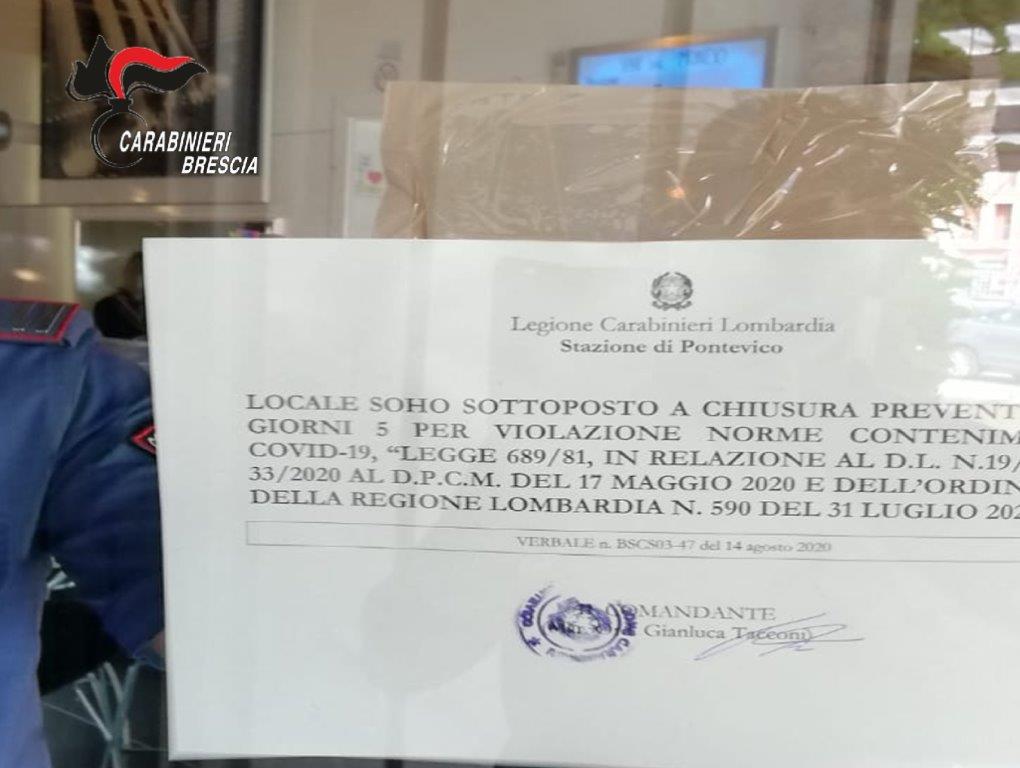 CARABINIERI
BRESCIA
Legione Carabinieri Lombardia
Stazione di Pontevico
LOCALE SOHO SOTTOPOSTO A CHIUSURA PREVENT
GIORNI 5 PER VIOLAZIONE NORME CONTENIM
COVID-19, “LEGGE 689/81, IN RELAZIONE AL D.L. N.19/
33/2020 AL D.P.C.M. DEL 17 MAGGIO 2020 E DELL’ORDIN
DELLA REGIONE LOMBARDIA N. 590 DEL 31 LUGLIO 202
VERBALE n. BSCS03-47 del 14 agosto 2020
COMANDANTE
Gianluca Tacconi